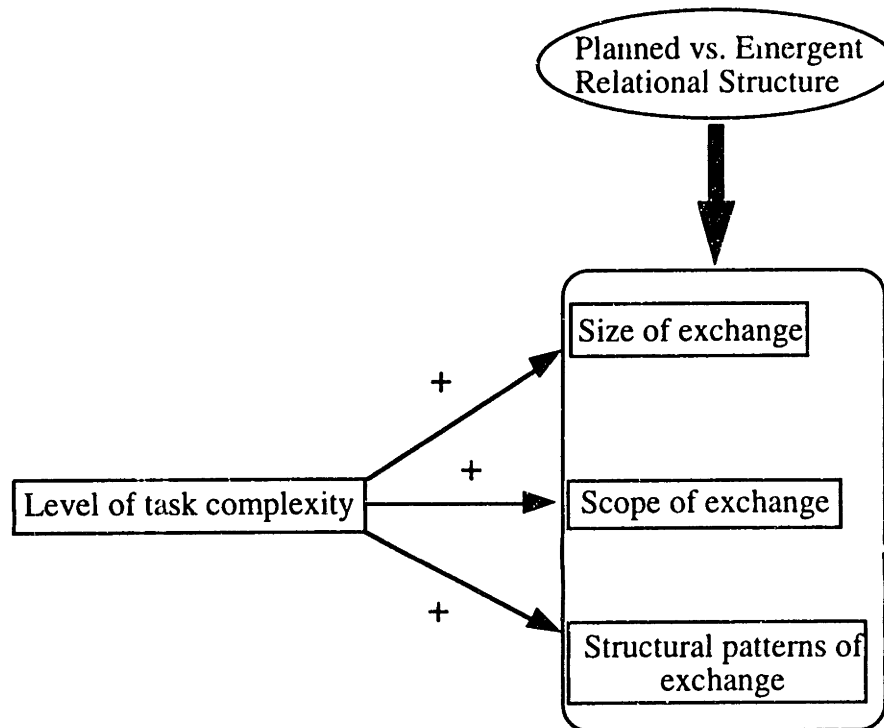 Planned vs. Emergent
Relational Structure
Size of exchange
+
+
Level of task complexity
Scope of exchange
+
Structural patterns of
exchange